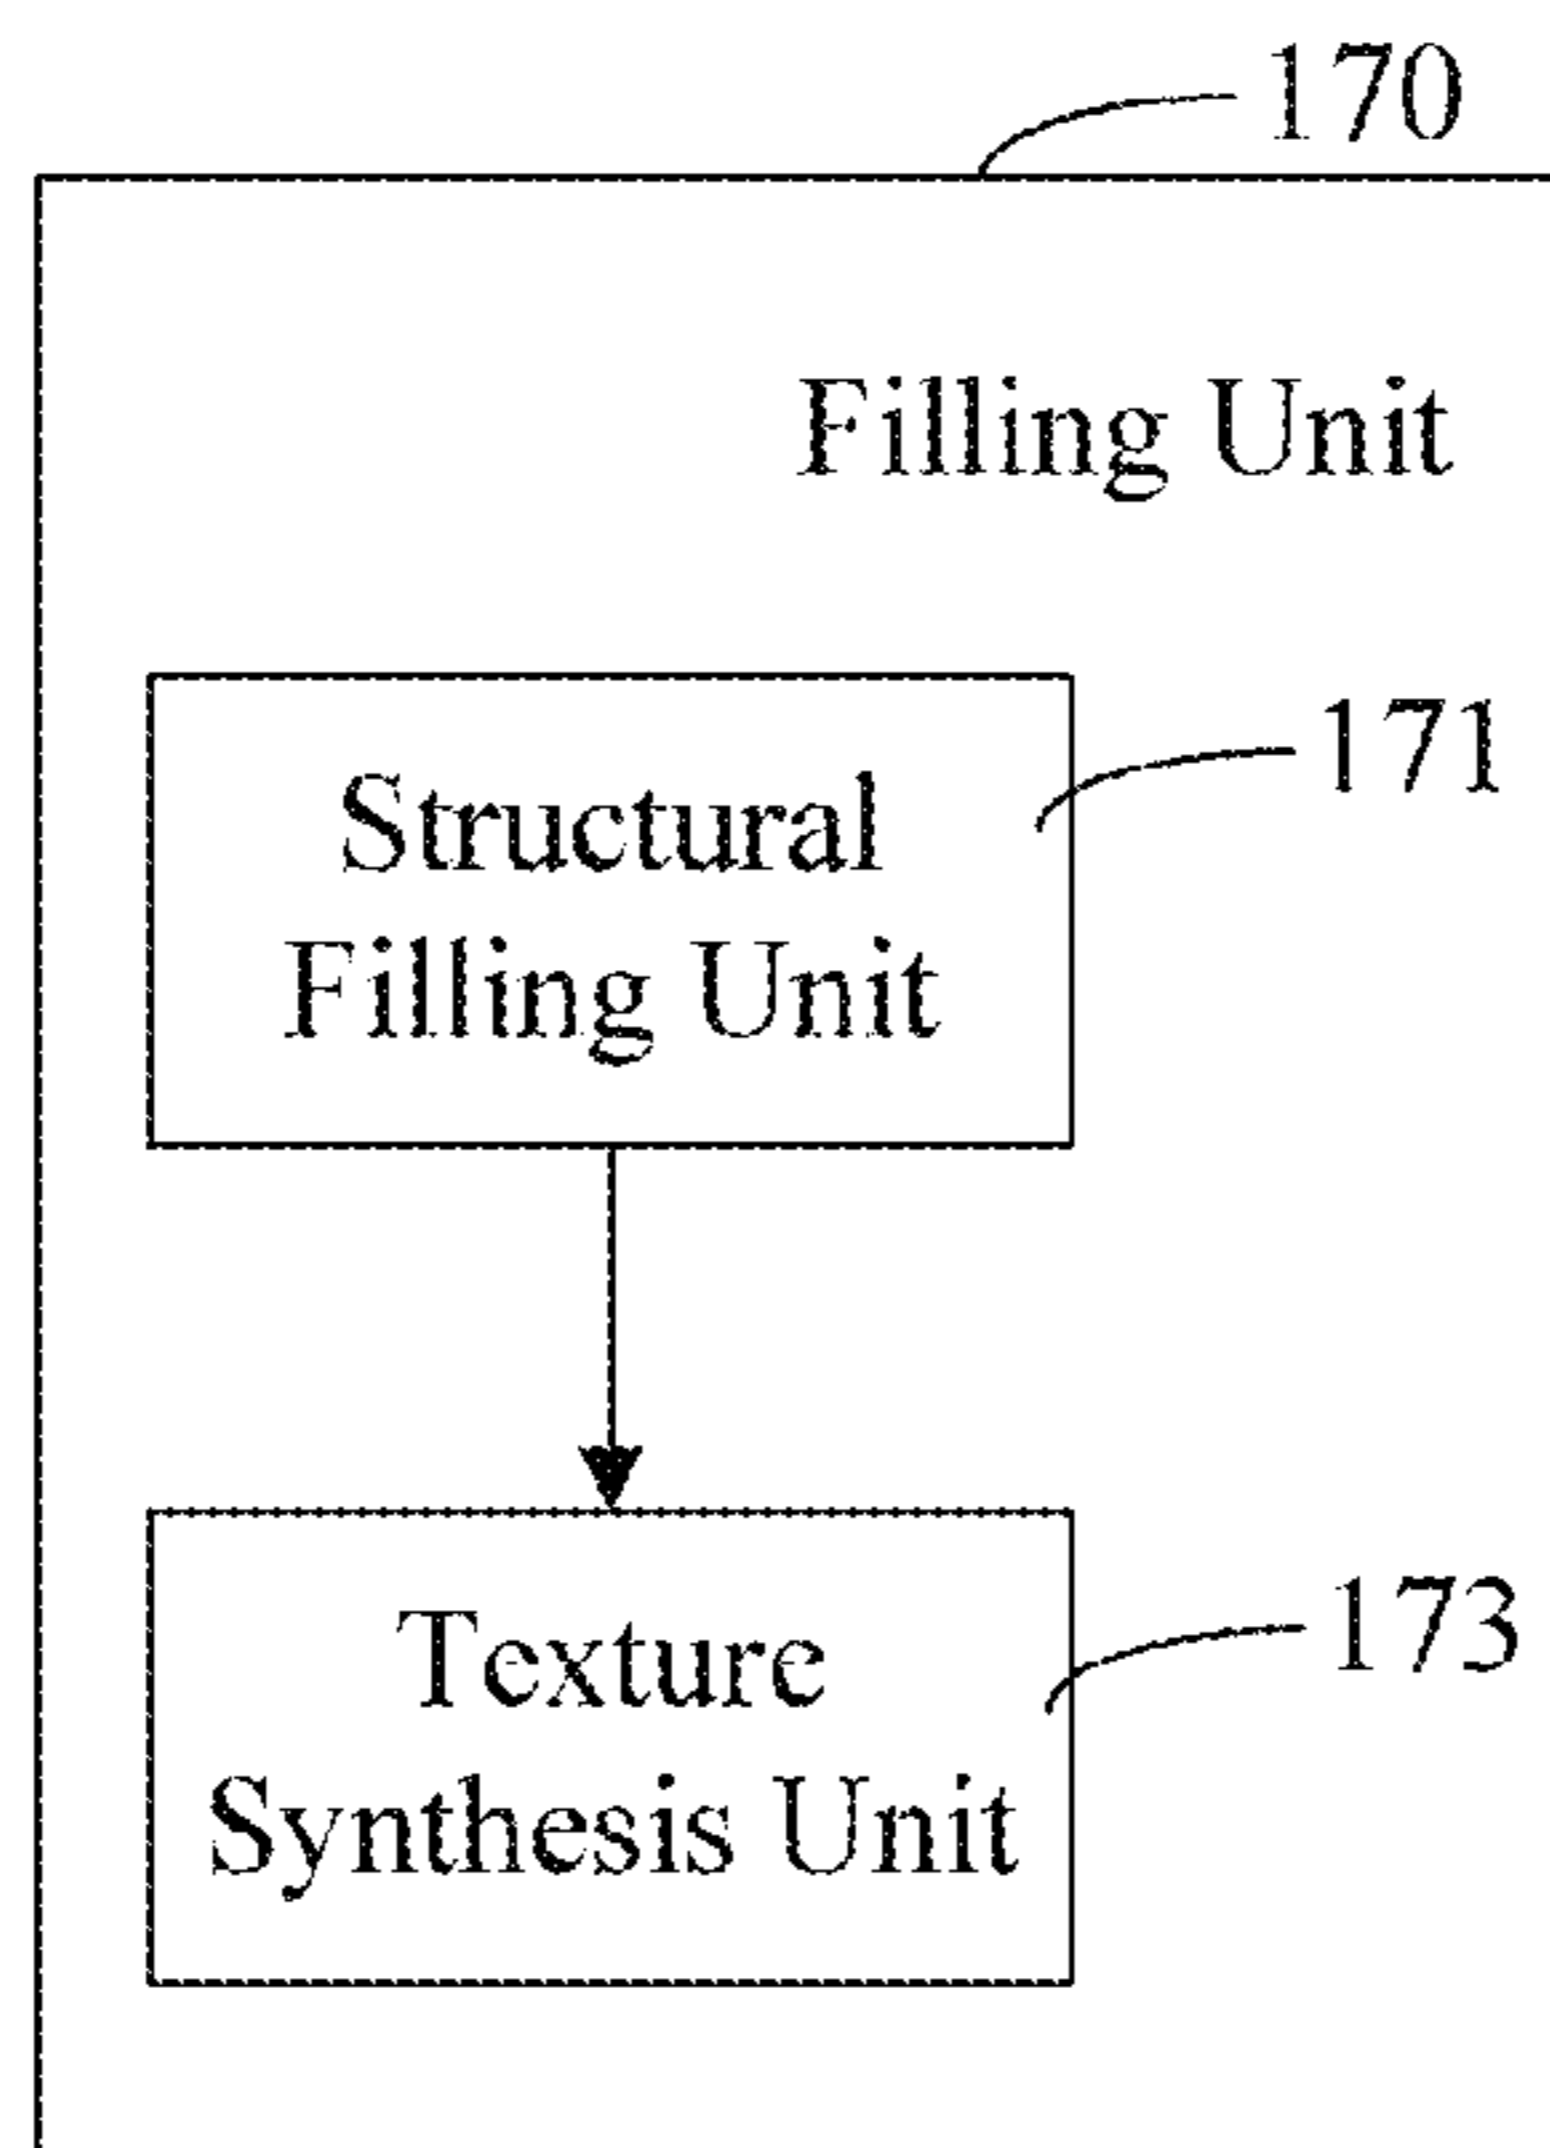 170
Filling Unit
171
Structural
Filling Unit
173
Texture
Synthesis Unit